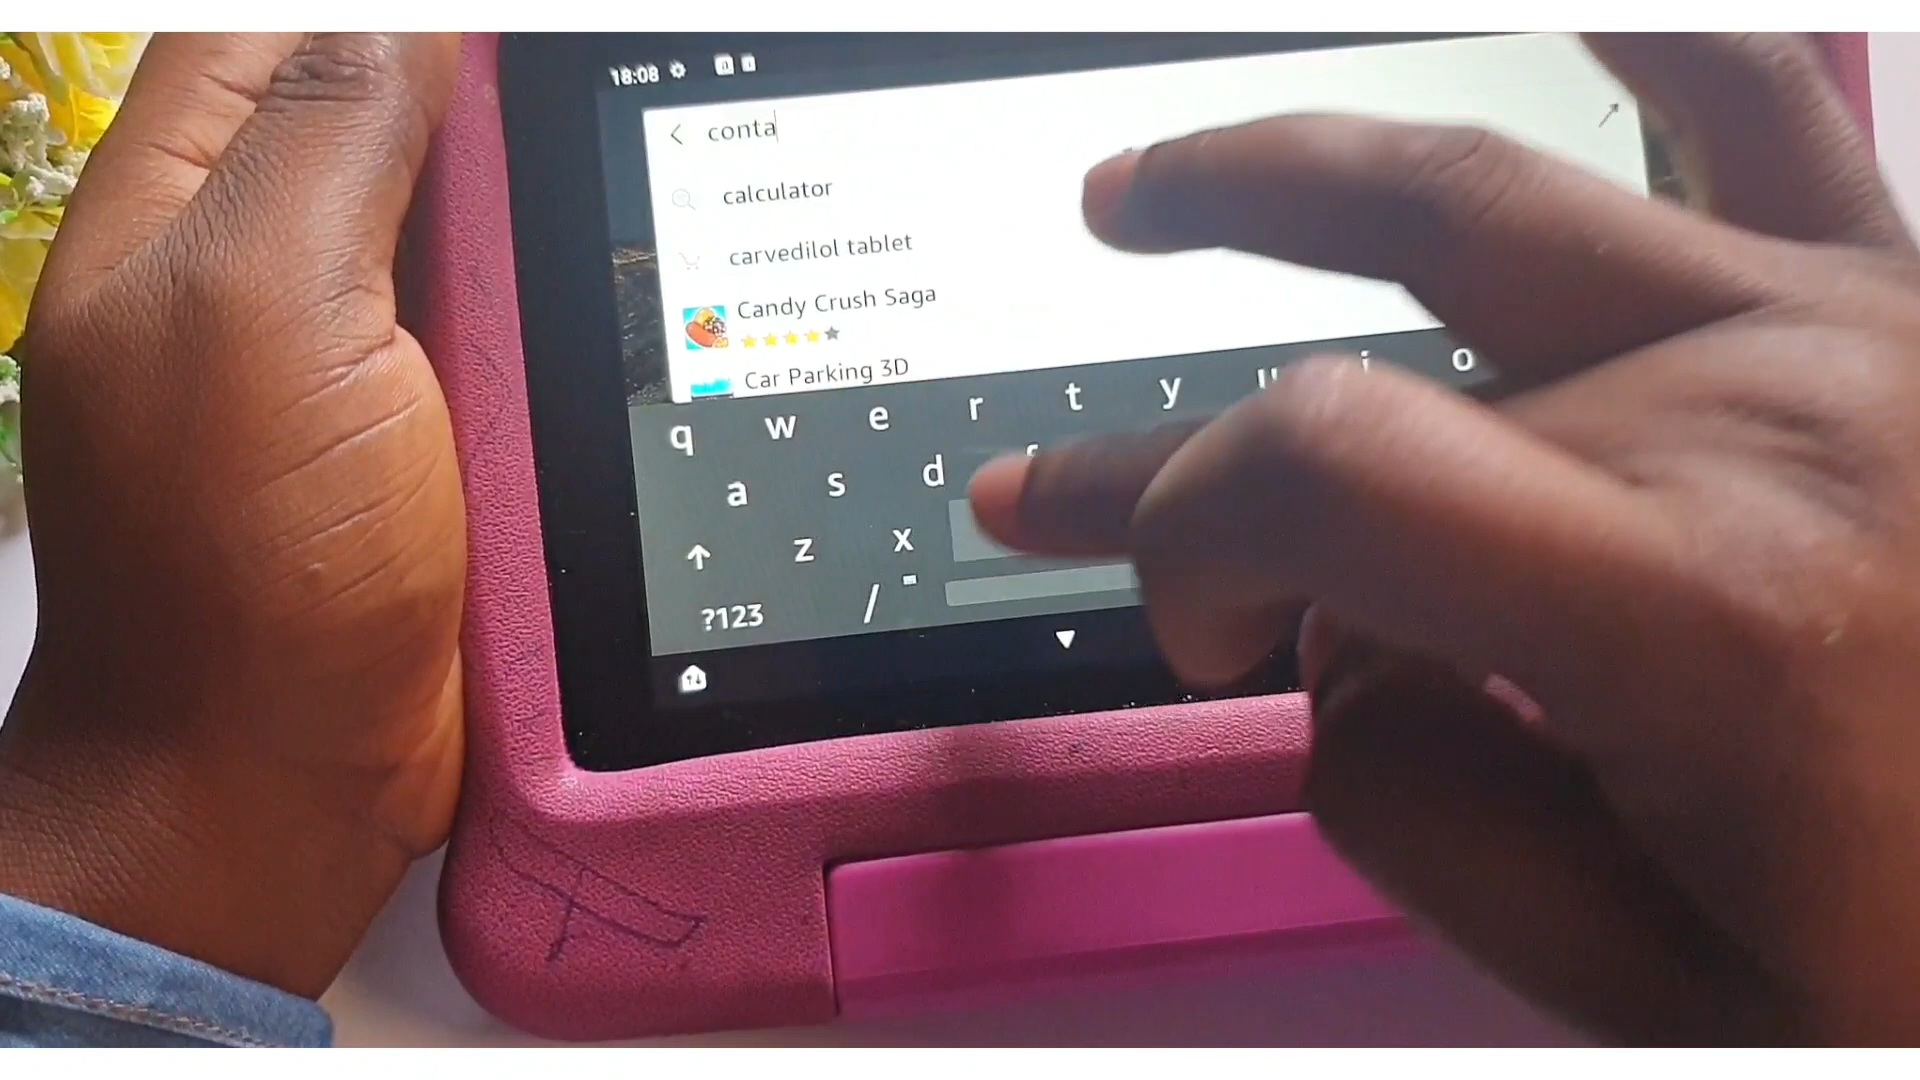 18:08
conta
calculator
carvedilol tablet
Candy Crush Saga
Car Parking 3D
q w e r t y u i o
a s d
z x
?123 /